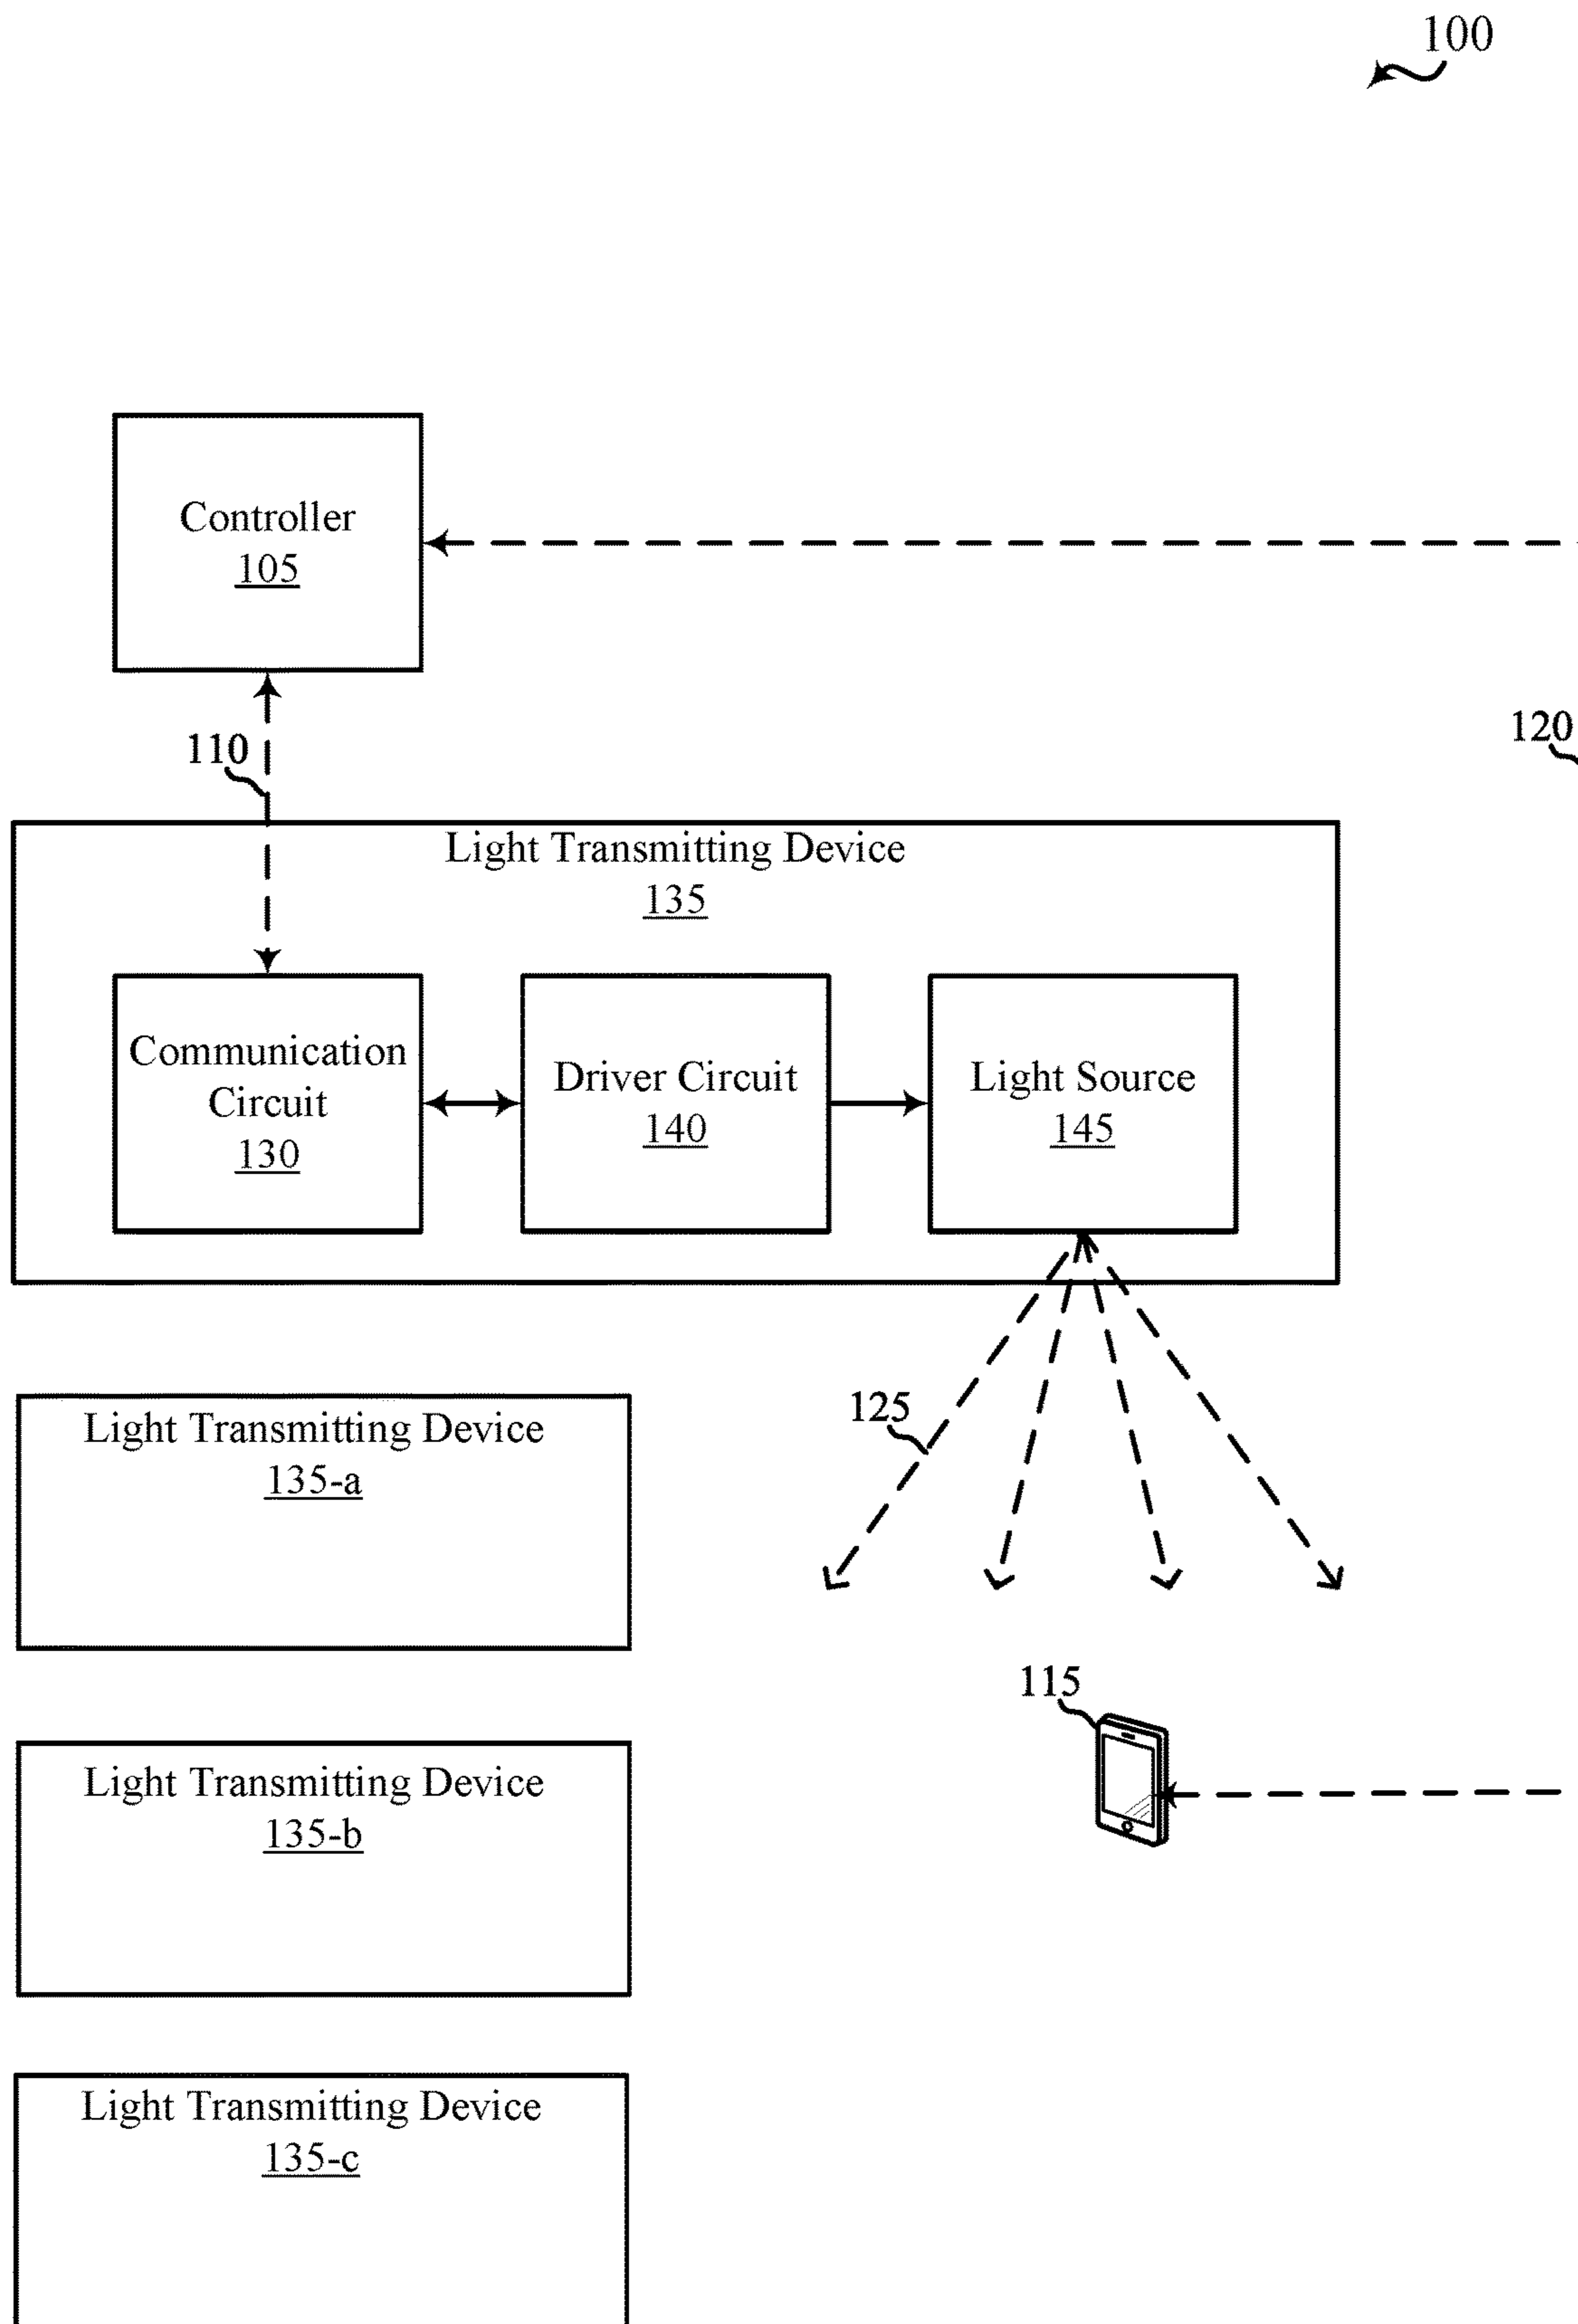 100
Controller
105
110
120
Light Transmitting Device
135
Communication
Circuit
130
Driver Circuit
140
Light Source
145
125
Light Transmitting Device
135-a
115
Light Transmitting Device
135-b
Light Transmitting Device
135-c